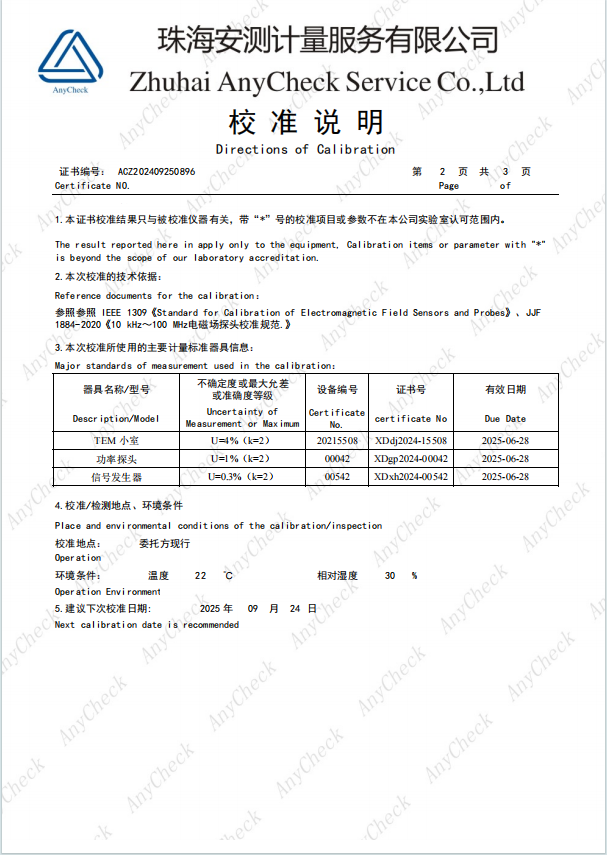 珠海安测计量服务有限公司
Zhuhai AnyCheck Service Co.,Ltd
AnyCheck
校 准 说 明
Directions of Calibration
证书编号: ACZ202409250896 第 2 页 共 3 页
Certificate NO. Page of
1.本证书校准结果只与被校准仪器有关，带“*”号的校准项目或参数不在本公司实验室认可范围内。
The result reported here in apply only to the equipment, Calibration items or parameter with "*"
is beyond the scope of our laboratory accreditation.
2.本次校准的技术依据:
Reference documents for the calibration:
参照参照 IEEE 1309《Standard for Calibration of Electromagnetic Field Sensors and Probes》、JJF
1884-2020《10 kHz～100 MHz电磁场探头校准规范.》
3.本次校准所使用的主要计量标准器具信息:
Major standards of measurement used in the calibration:
器具名称/型号 不确定度或最大允差或准确度等级 设备编号 证书号 有效日期
Description/Model Uncertainty of Measurement or Maximum Certificate No. certificate No Due Date
TEM 小室 U=4%（k=2） 20215508 XDdj2024-15508 2025-06-28
功率探头 U=1%（k=2） 00042 XDgp2024-00042 2025-06-28
信号发生器 U=0.3%（k=2） 00542 XDxh2024-00542 2025-06-28
4.校准/检测地点、环境条件
Place and environmental conditions of the calibration/inspection
校准地点: 委托方现行
Operation
环境条件: 温度 22 ℃ 相对湿度 30 %
Operation Environment
5.建议下次校准日期: 2025 年 09 月 24 日
Next calibration date is recommended